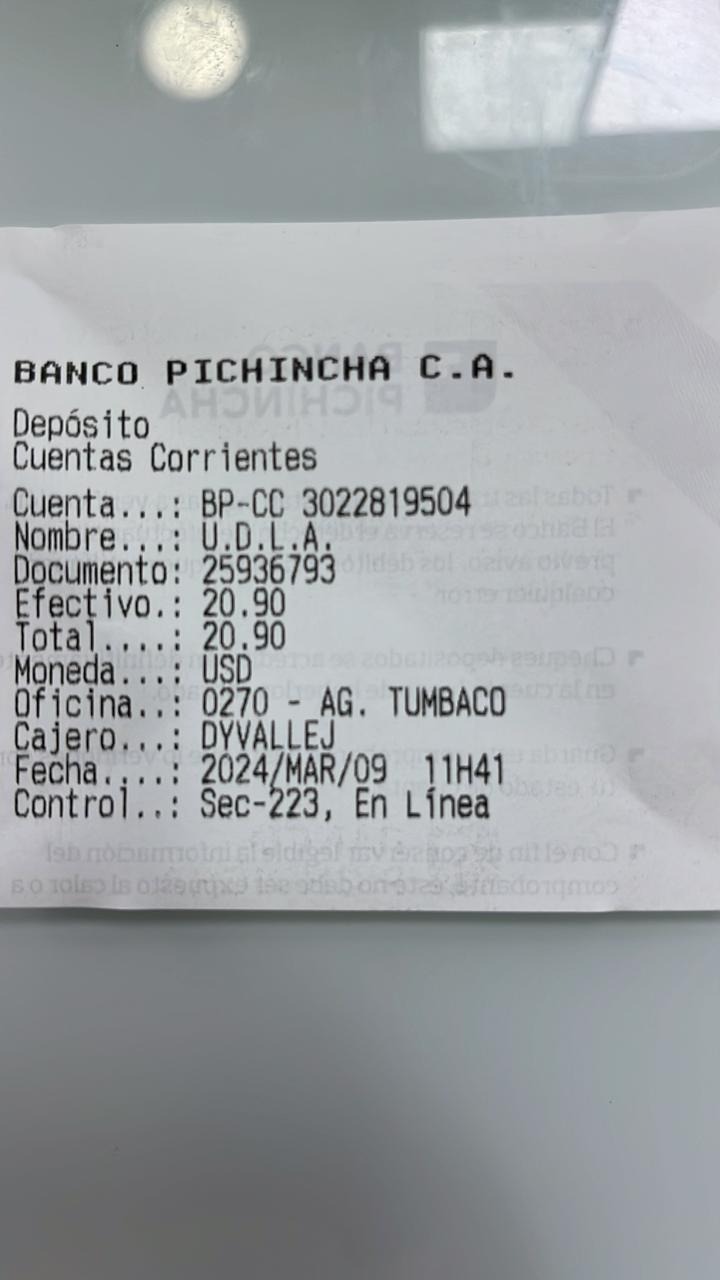 BANCO PICHINCHA C.A.
Depósito
Cuentas Corrientes
Cuenta...: BP-CC 3022819504
Nombre...: U.D.L.A.
Documento: 25936793
Efectivo.: 20.90
Total....: 20.90
Moneda...: USD
Oficina..: 0270 - AG. TUMBACO
Cajero...: DYVALLEJ
Fecha....: 2024/MAR/09 11H41
Control..: Sec-223, En Línea